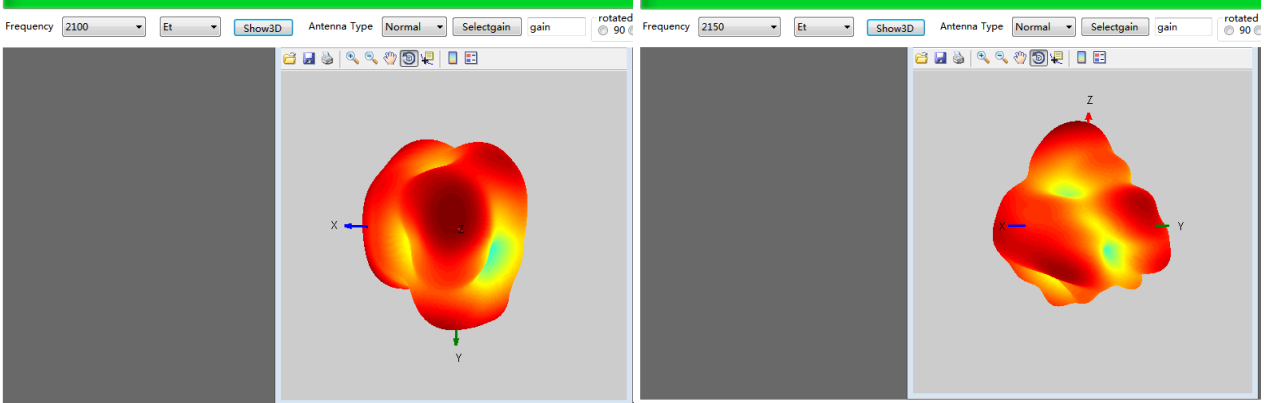 Frequency 2100 Et Show3D Antenna Type Normal Selectgain gain rotated 90
X
Z
Y
Frequency 2150 Et Show3D Antenna Type Normal Selectgain gain rotated 90
Z
X
Y